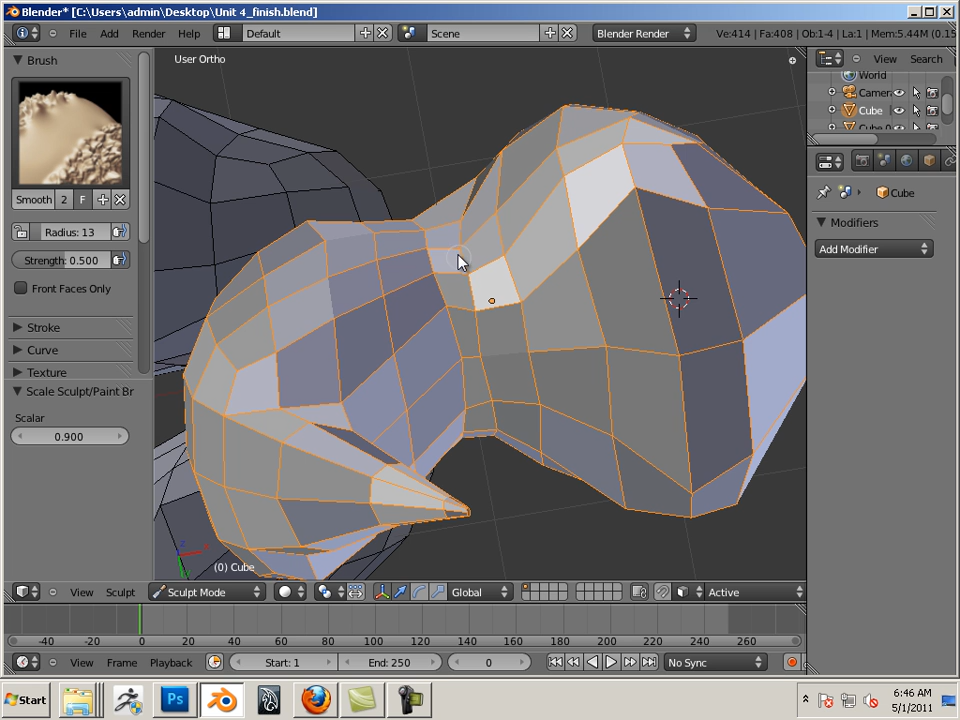 Blender* [C:\Users\admin\Desktop\Unit 4_finish.blend]
File Add Render Help Default Scene Blender Render Ve:414 | Fa:408 | Ob:1-4 | La:1 | Mem:5.44M (0.15
Brush
User Ortho
View Search
World
Camer
Cube
Cube
Smooth 2 F
Radius: 13
Strength: 0.500
Front Faces Only
Stroke
Curve
Texture
Scale Sculpt/Paint Br
Scalar
0.900
Cube
Modifiers
Add Modifier
(0) Cube
View Sculpt Sculpt Mode Global Active
-40 -20 0 20 40 60 80 100 120 140 160 180 200 220 240 260
View Frame Playback Start: 1 End: 250 0 No Sync
Start Ps 6:46 AM
5/1/2011